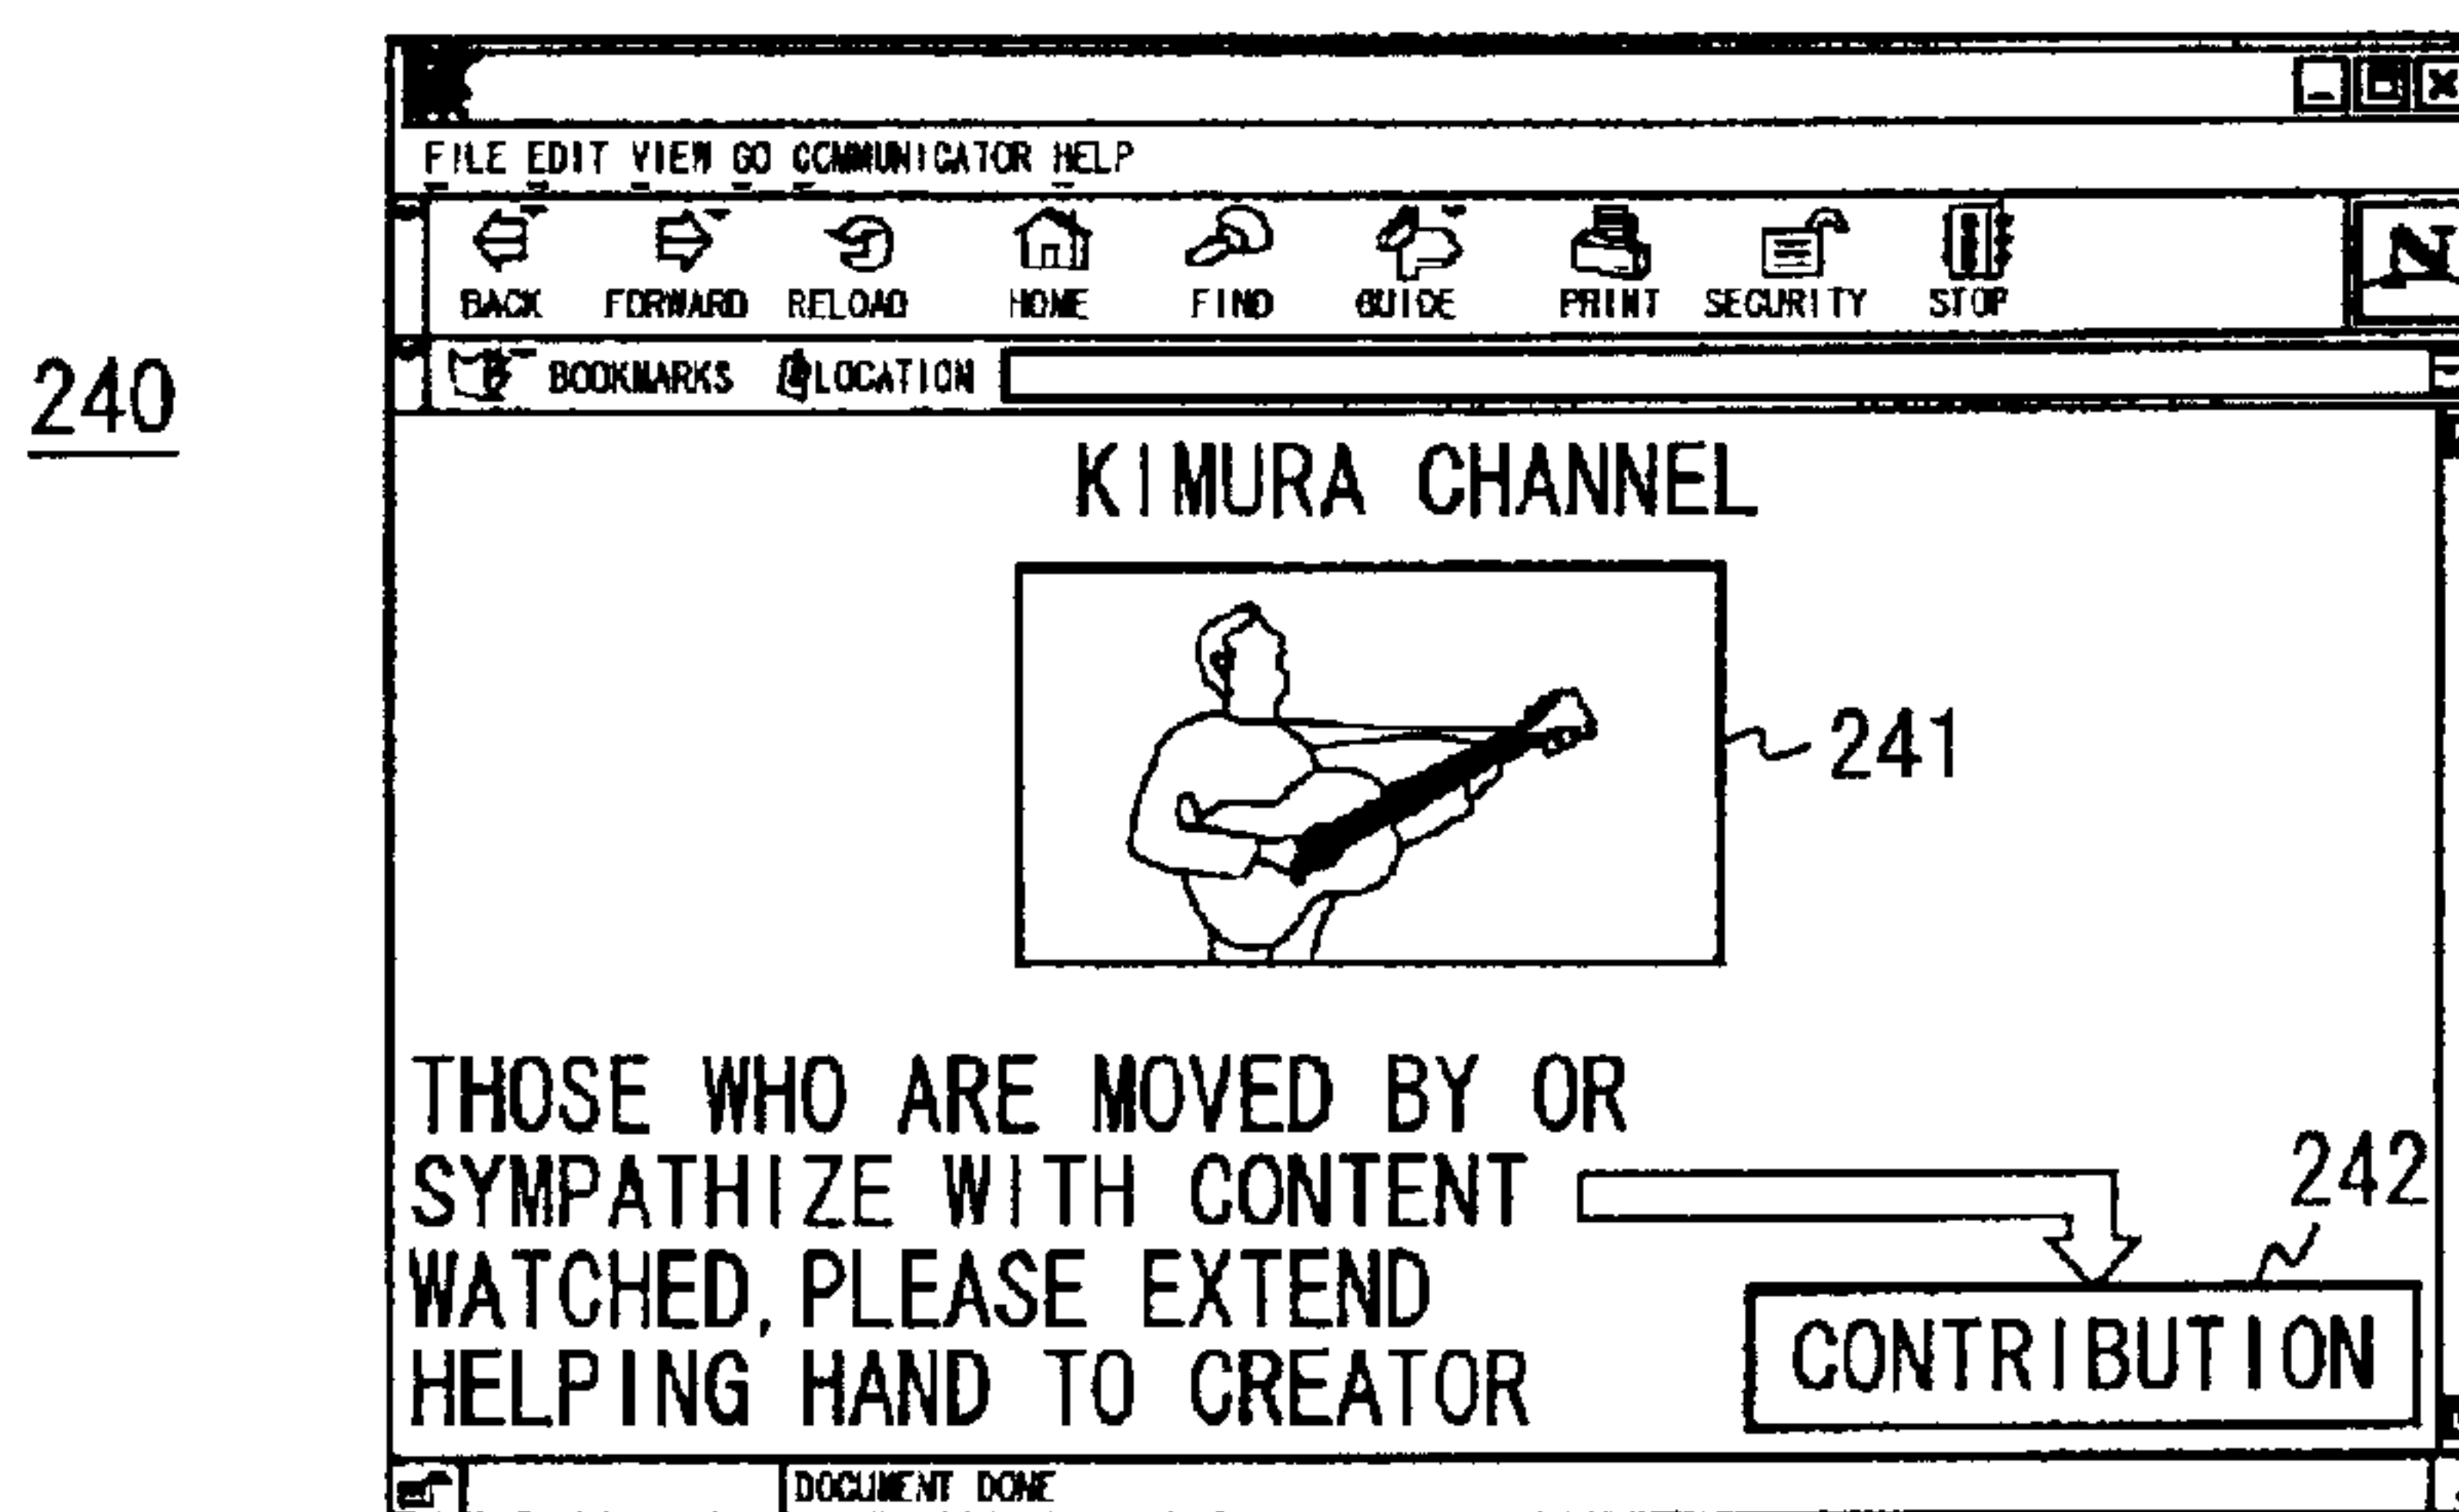 FILE EDIT VIEW GO COMMUNICATOR HELP
N
BACK FORWARD RELOAD HOME FIND GUIDE PRINT SECURITY STOP
240
BOOKMARKS LOCATION
KIMURA CHANNEL
241
THOSE WHO ARE MOVED BY OR
SYMPATHIZE WITH CONTENT
242
WATCHED, PLEASE EXTEND
HELPING HAND TO CREATOR
CONTRIBUTION
DOCUMENT DONE